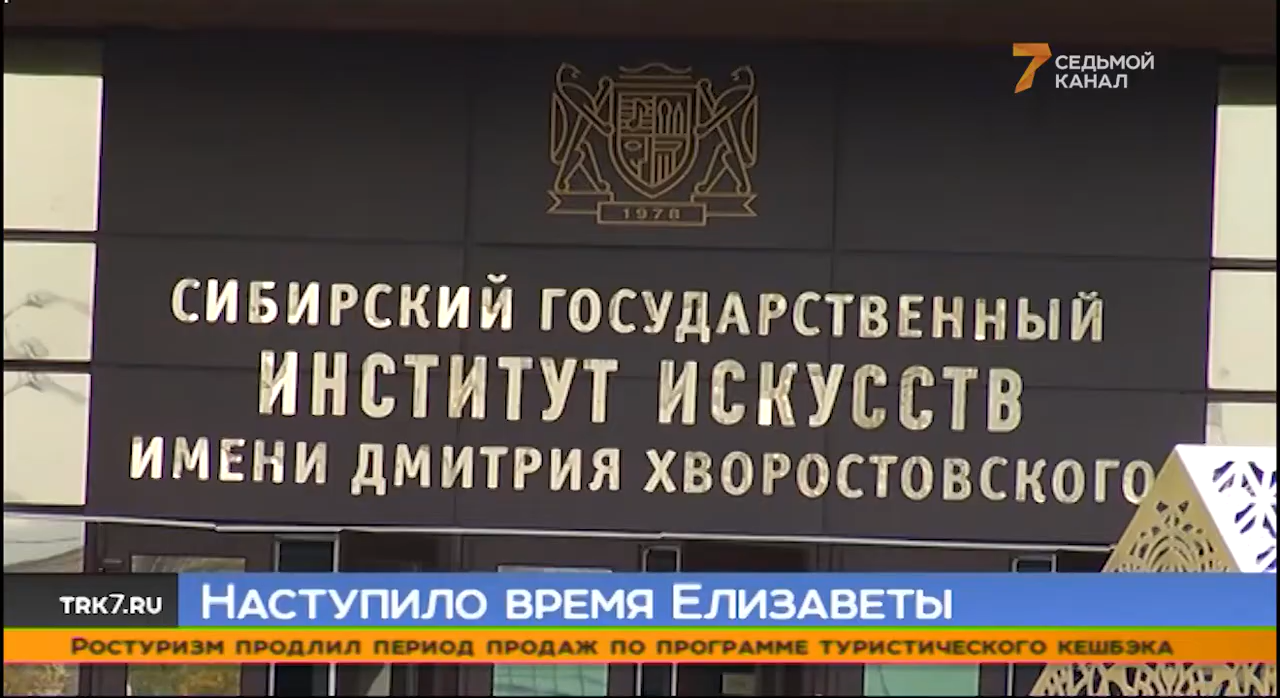 7 СЕДЬМОЙ
КАНАЛ
1978
СИБИРСКИЙ ГОСУДАРСТВЕННЫЙ
ИНСТИТУТ ИСКУССТВ
ИМЕНИ ДМИТРИЯ ХВОРОСТОВСКОГО
TRK7.RU НАСТУПИЛО ВРЕМЯ ЕЛИЗАВЕТЫ
РОСТУРИЗМ ПРОДЛИЛ ПЕРИОД ПРОДАЖ ПО ПРОГРАММЕ ТУРИСТИЧЕСКОГО КЕШБЭКА